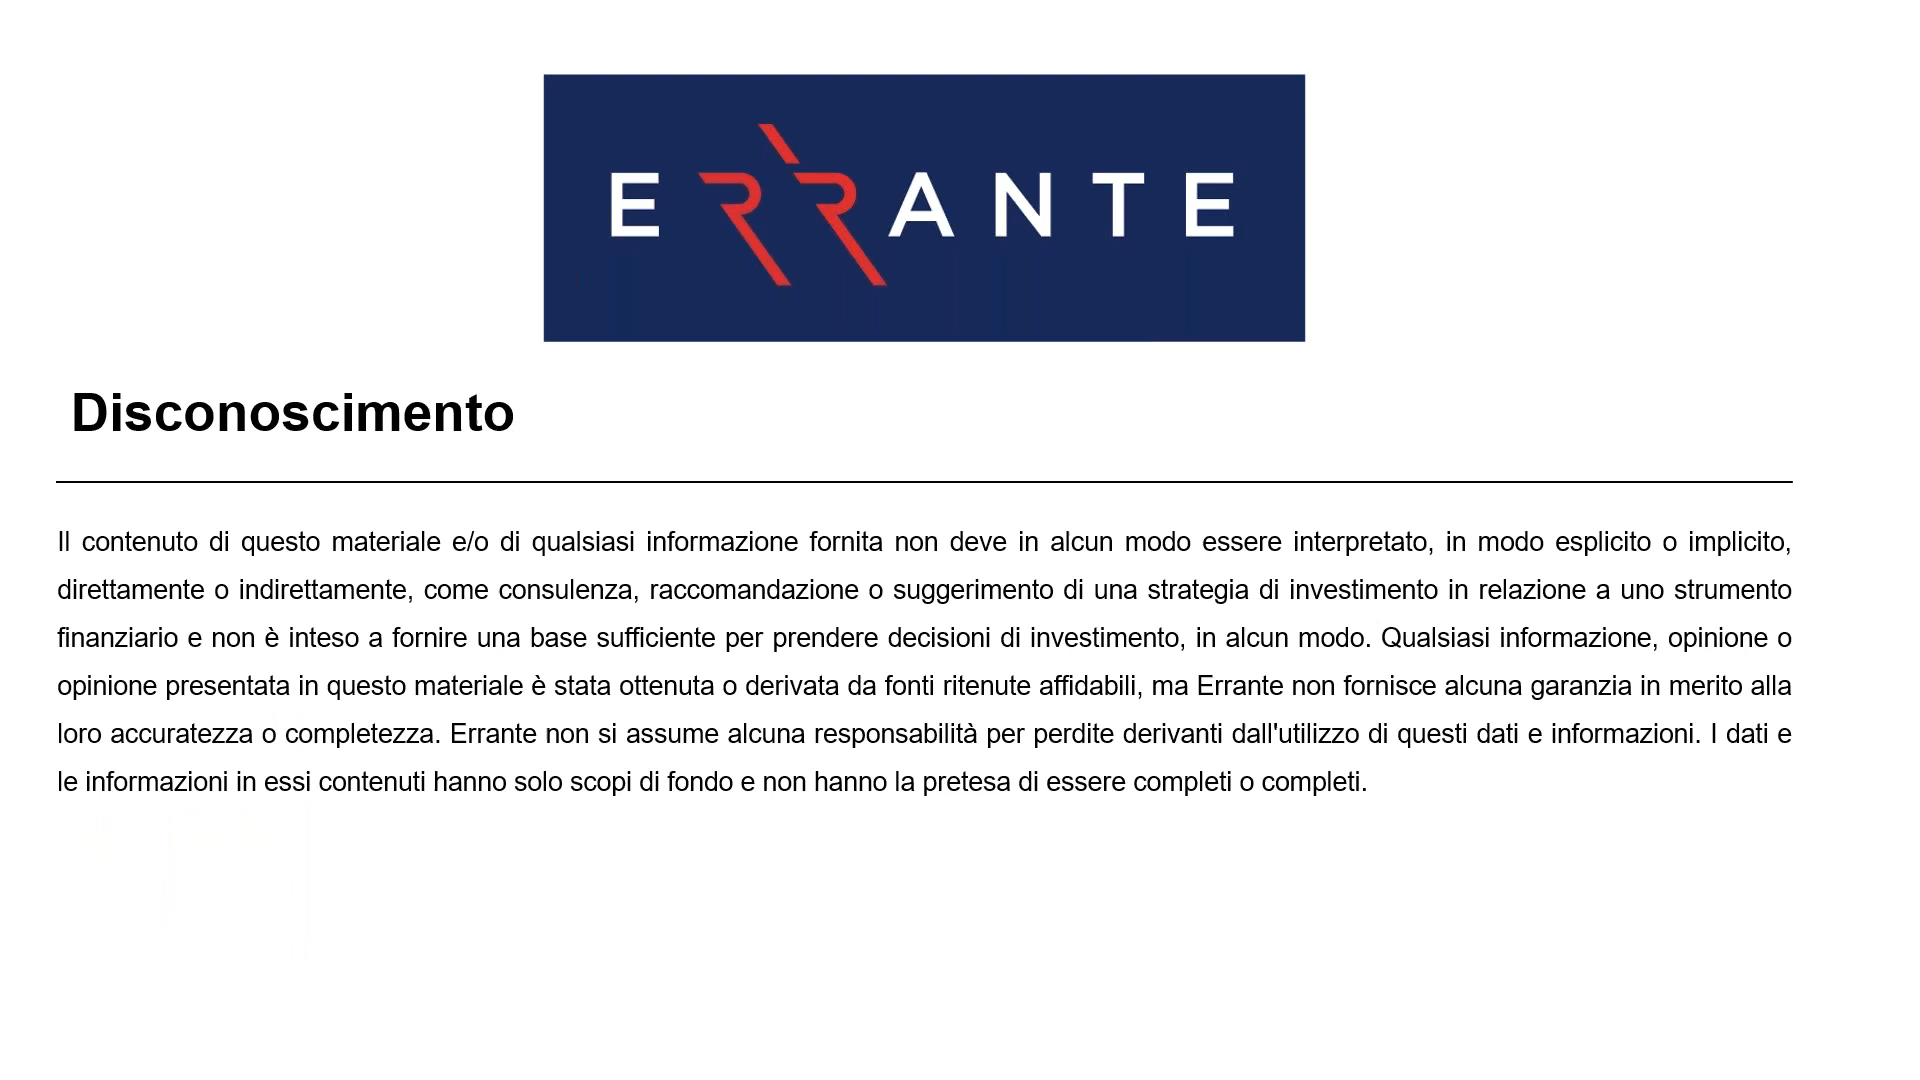 ERRANTE
Disconoscimento
Il contenuto di questo materiale e/o di qualsiasi informazione fornita non deve in alcun modo essere interpretato, in modo esplicito o implicito,
direttamente o indirettamente, come consulenza, raccomandazione o suggerimento di una strategia di investimento in relazione a uno strumento
finanziario e non è inteso a fornire una base sufficiente per prendere decisioni di investimento, in alcun modo. Qualsiasi informazione, opinione o
opinione presentata in questo materiale è stata ottenuta o derivata da fonti ritenute affidabili, ma Errante non fornisce alcuna garanzia in merito alla
loro accuratezza o completezza. Errante non si assume alcuna responsabilità per perdite derivanti dall'utilizzo di questi dati e informazioni. I dati e
le informazioni in essi contenuti hanno solo scopi di fondo e non hanno la pretesa di essere completi o completi.